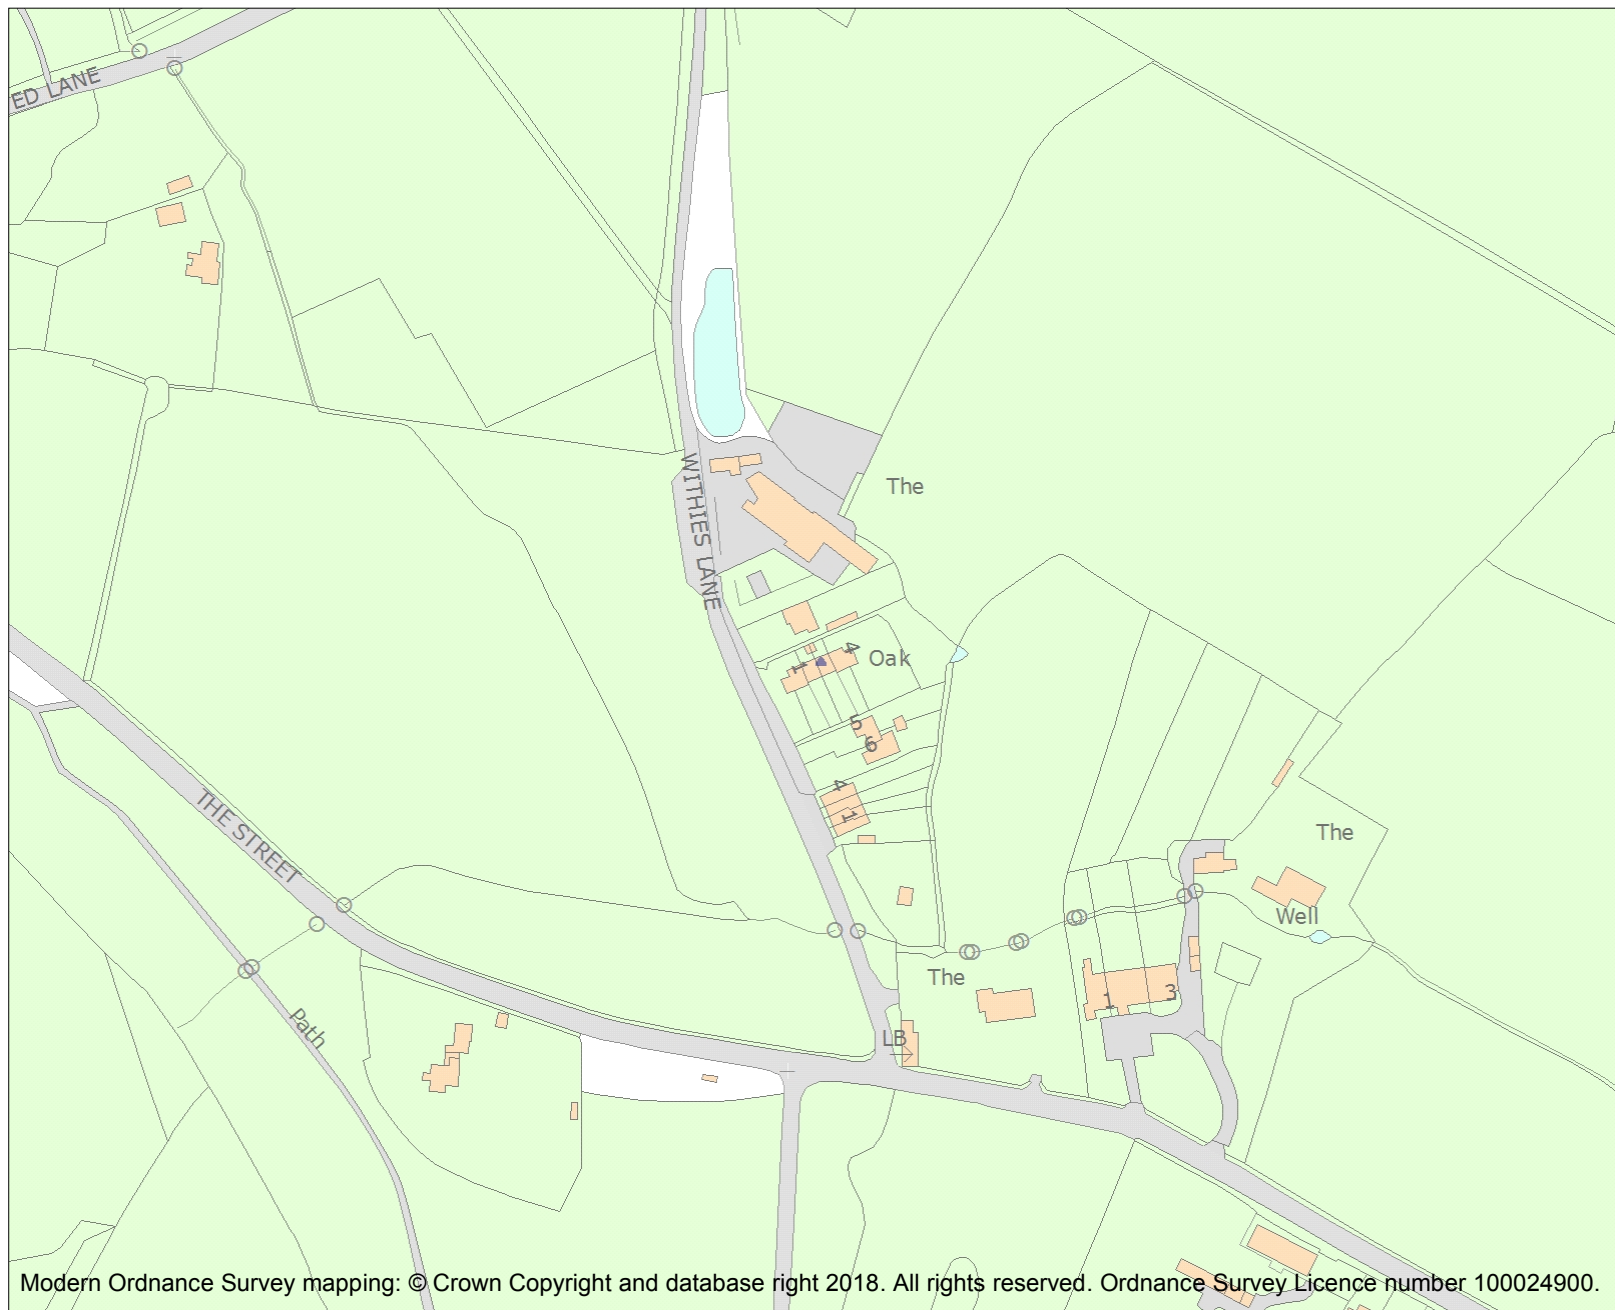 ED LANE
WITHIES LANE
The
4
1
Oak
5
6
4
1
THE STREET
The
Well
The
1
3
Path
LB
Modern Ordnance Survey mapping: © Crown Copyright and database right 2018. All rights reserved. Ordnance Survey Licence number 100024900.